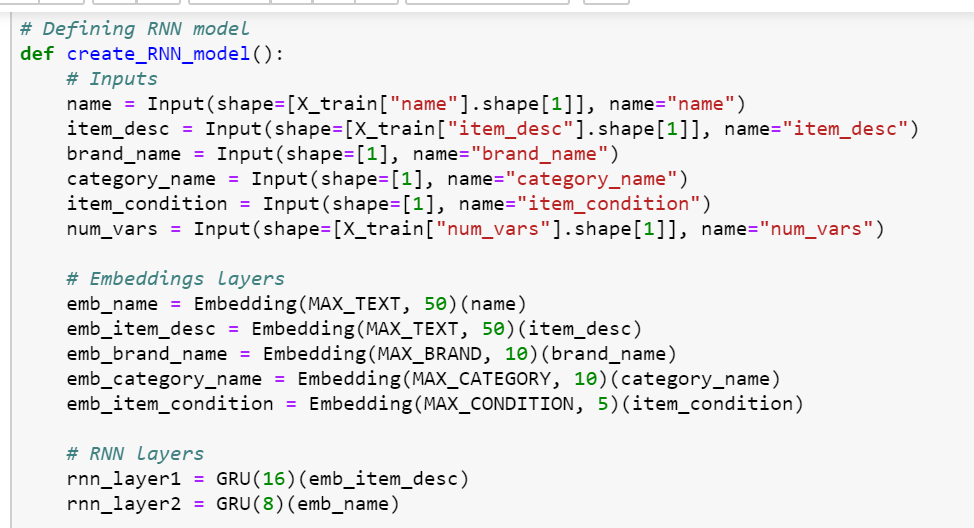 # Defining RNN model
def create_RNN_model():
    # Inputs
    name = Input(shape=[X_train["name"].shape[1]], name="name")
    item_desc = Input(shape=[X_train["item_desc"].shape[1]], name="item_desc")
    brand_name = Input(shape=[1], name="brand_name")
    category_name = Input(shape=[1], name="category_name")
    item_condition = Input(shape=[1], name="item_condition")
    num_vars = Input(shape=[X_train["num_vars"].shape[1]], name="num_vars")

    # Embeddings layers
    emb_name = Embedding(MAX_TEXT, 50)(name)
    emb_item_desc = Embedding(MAX_TEXT, 50)(item_desc)
    emb_brand_name = Embedding(MAX_BRAND, 10)(brand_name)
    emb_category_name = Embedding(MAX_CATEGORY, 10)(category_name)
    emb_item_condition = Embedding(MAX_CONDITION, 5)(item_condition)

    # RNN layers
    rnn_layer1 = GRU(16)(emb_item_desc)
    rnn_layer2 = GRU(8)(emb_name)